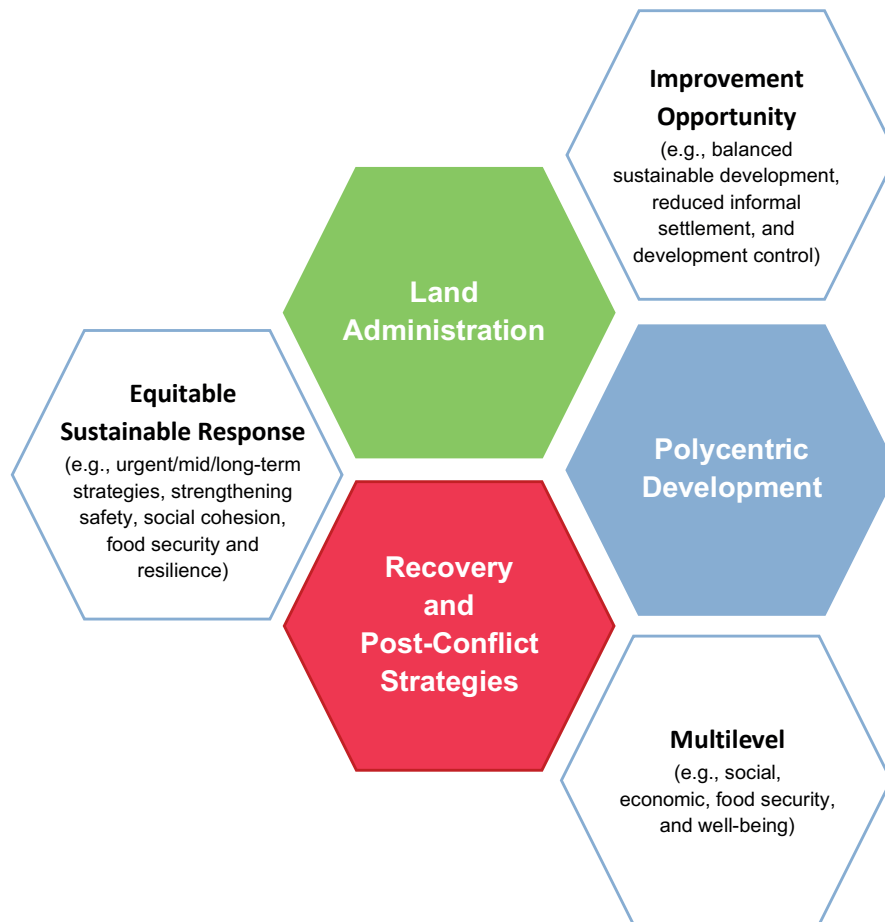 Improvement
Opportunity
(e.g., balanced
sustainable development,
reduced informal
settlement, and
development control)
Land
Administration
Equitable
Sustainable Response
(e.g., urgent/mid/long-term
strategies, strengthening
safety, social cohesion,
food security and
resilience)
Polycentric
Development
Recovery
and
Post-Conflict
Strategies
Multilevel
(e.g., social,
economic, food security,
and well-being)